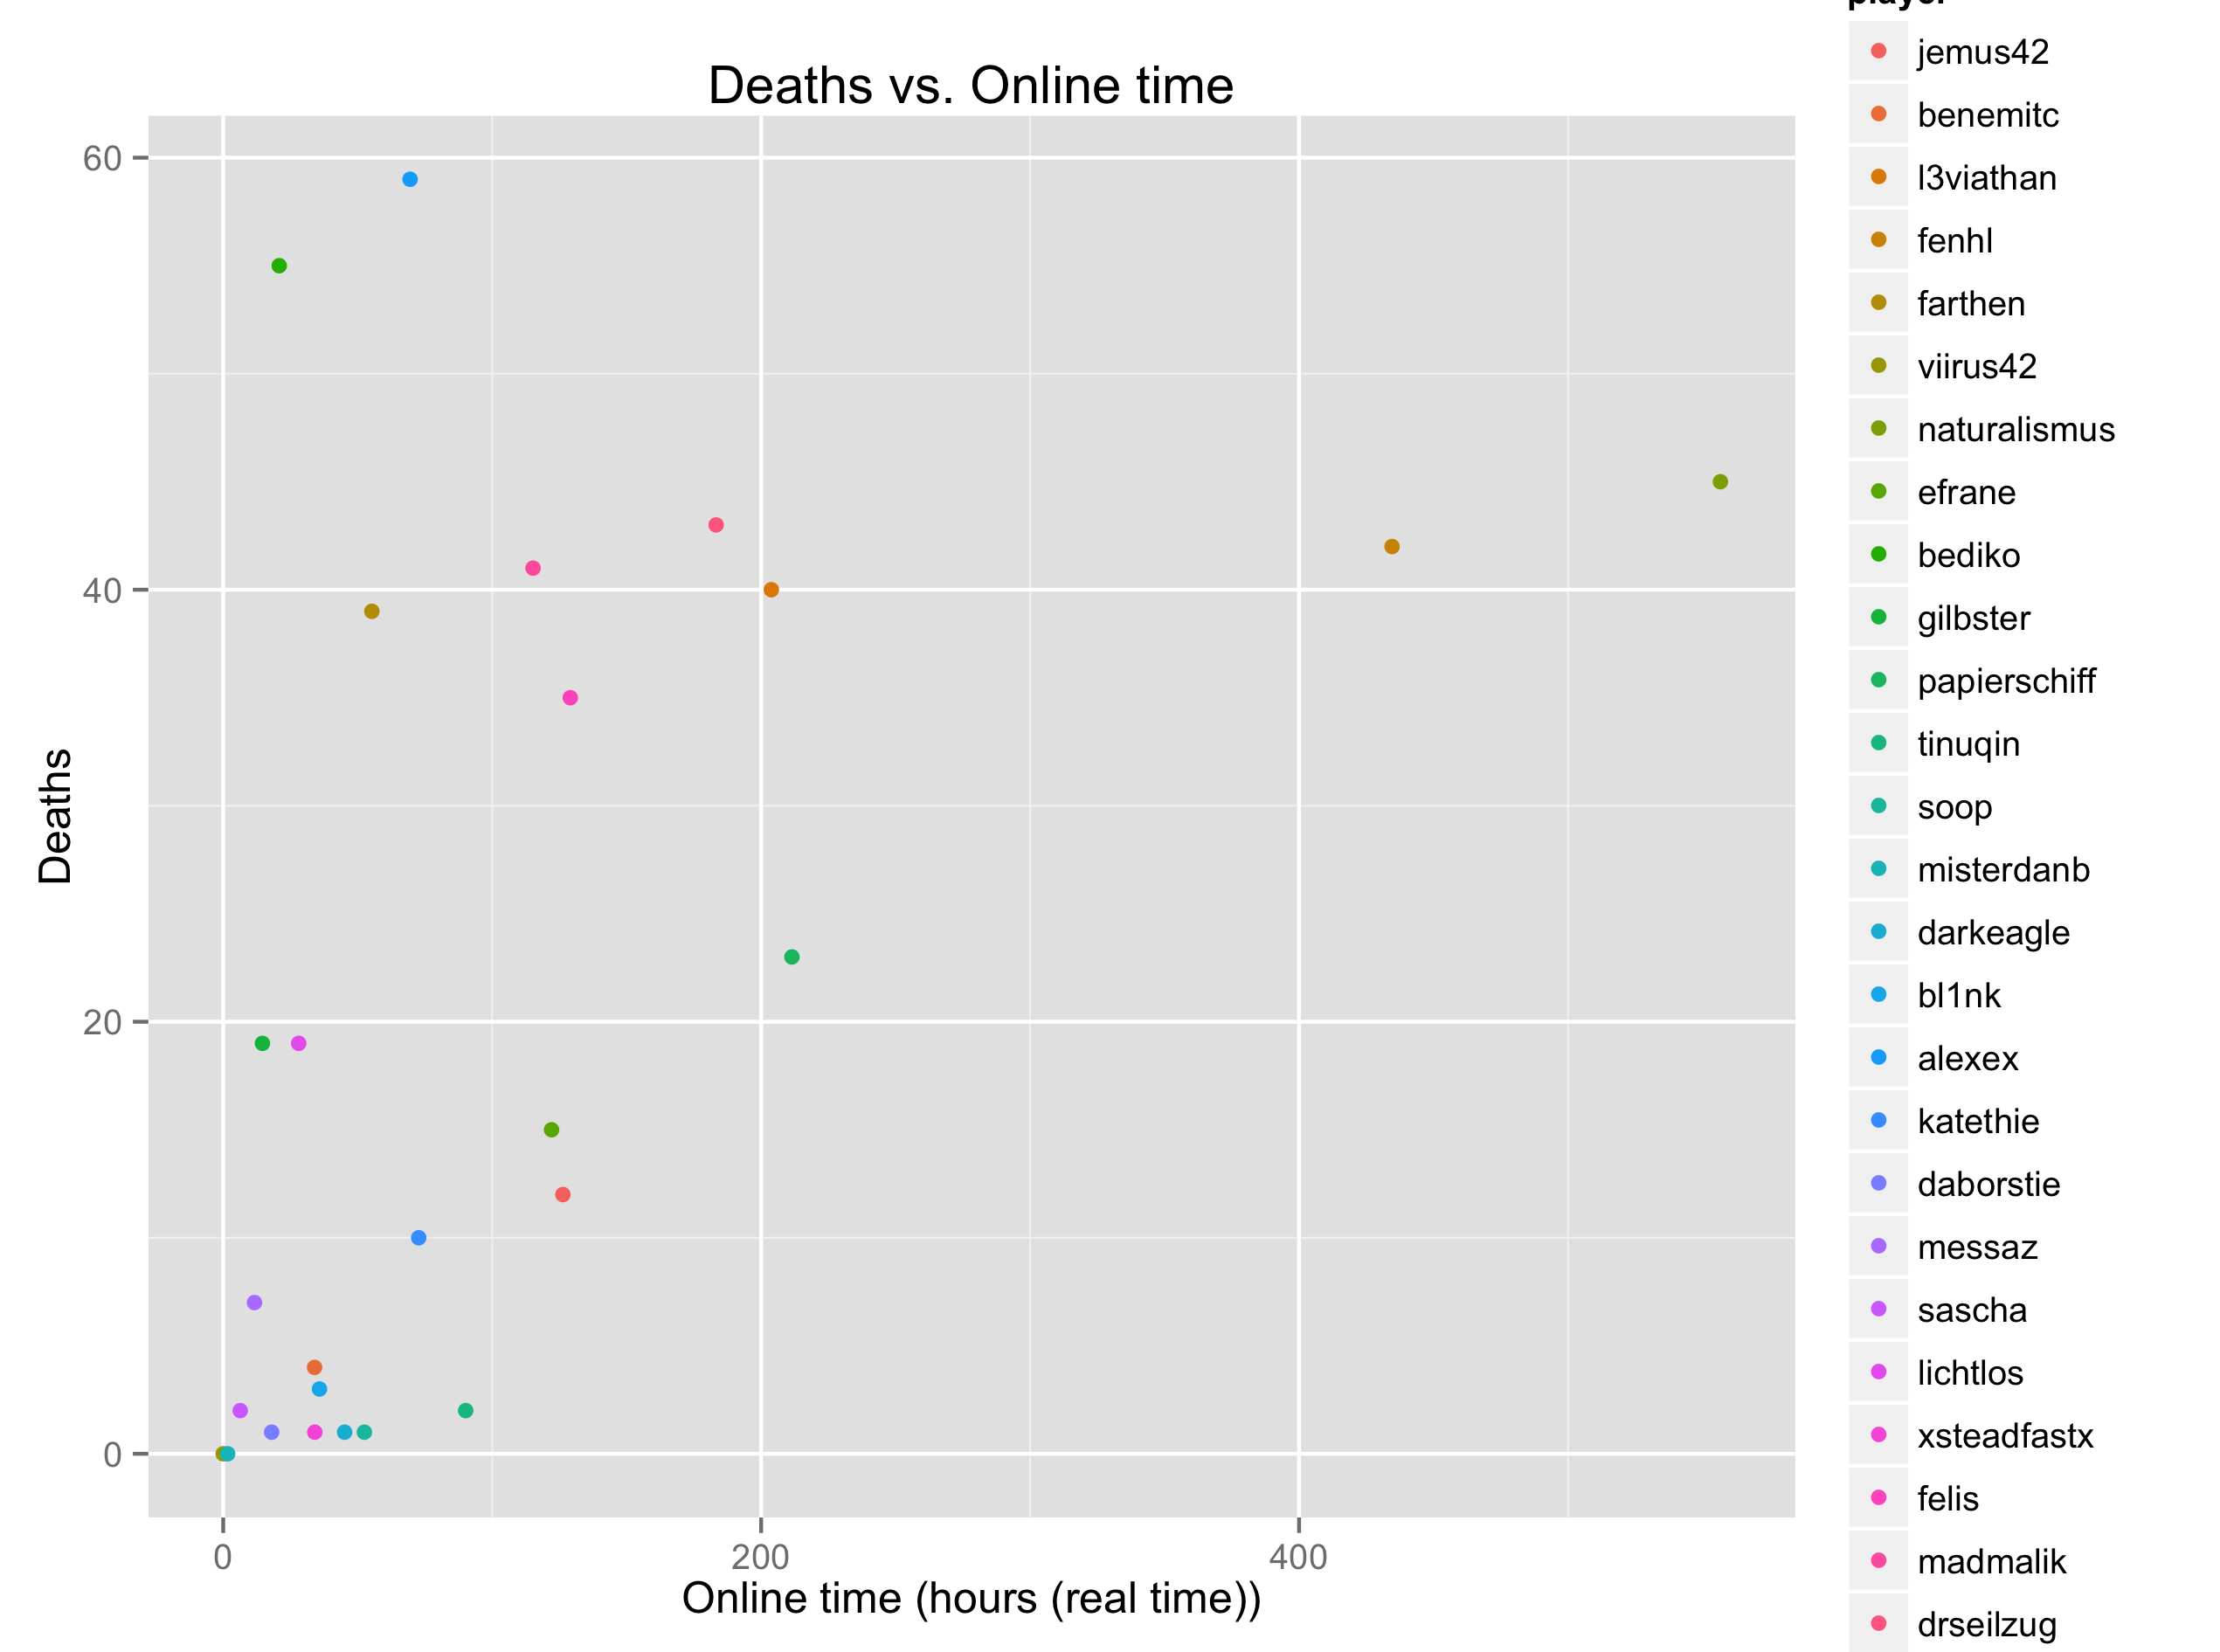 Deaths vs. Online time
60
40
20
0
Deaths
0
200
400
Online time (hours (real time))
player
jemus42
benemitc
l3viathan
fenhl
farthen
viirus42
naturalismus
efrane
bediko
gilbster
papierschiff
tinuqin
soop
misterdanb
darkeagle
bl1nk
alexex
katethie
daborstie
messaz
sascha
lichtlos
xsteadfastx
felis
madmalik
drseilzug